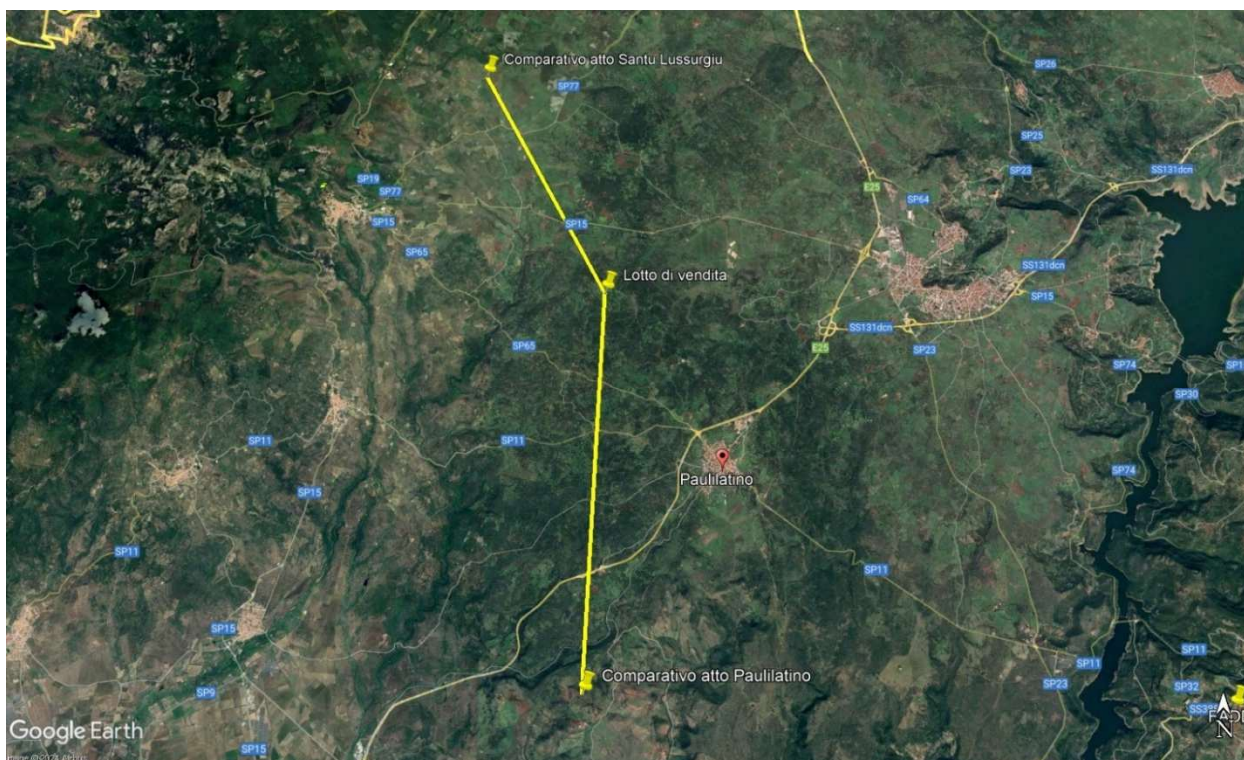 Comparativo atto Santu Lussurgiu
SP77
SP26
SP25
SP23
SS131dcn
SP19
SP77
E25
SP64
SP15
SP15
SP65
SS131dcn
Lotto di vendita
SP15
SS131dcn
SP65
E25
SP23
SP74
SP30
SP11
SP11
Paulilatino
SP74
SP15
SP11
SP11
SP15
SP11
SP11
Comparativo atto Paulilatino
SP23
SP32
SP9
Google Earth
SP15
N